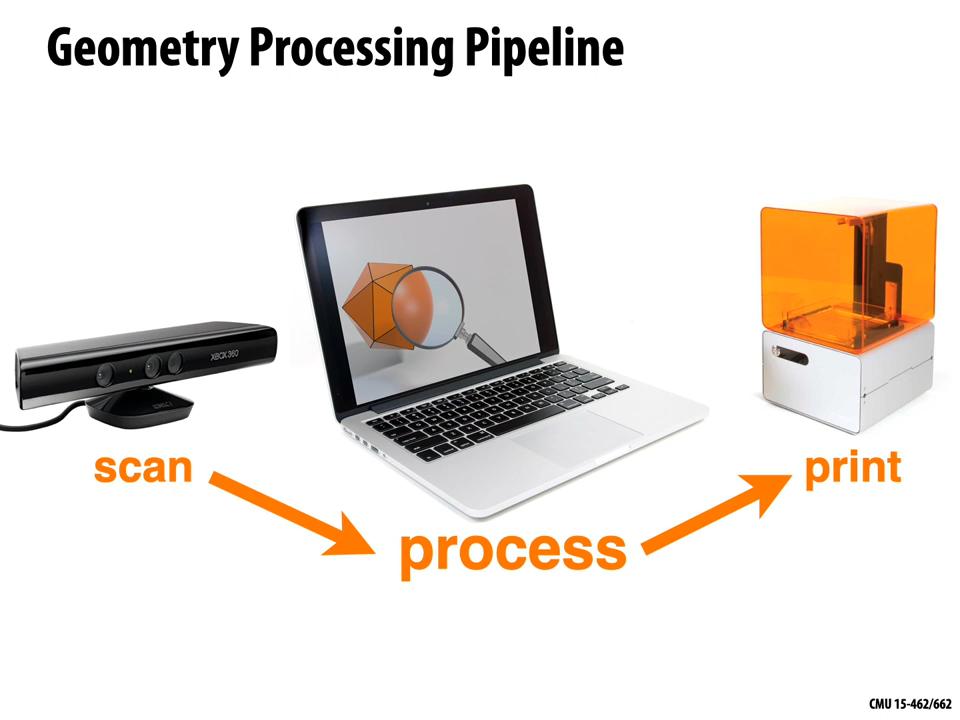 Geometry Processing Pipeline
XBOX 360
scan
process
print
CMU 15-462/662